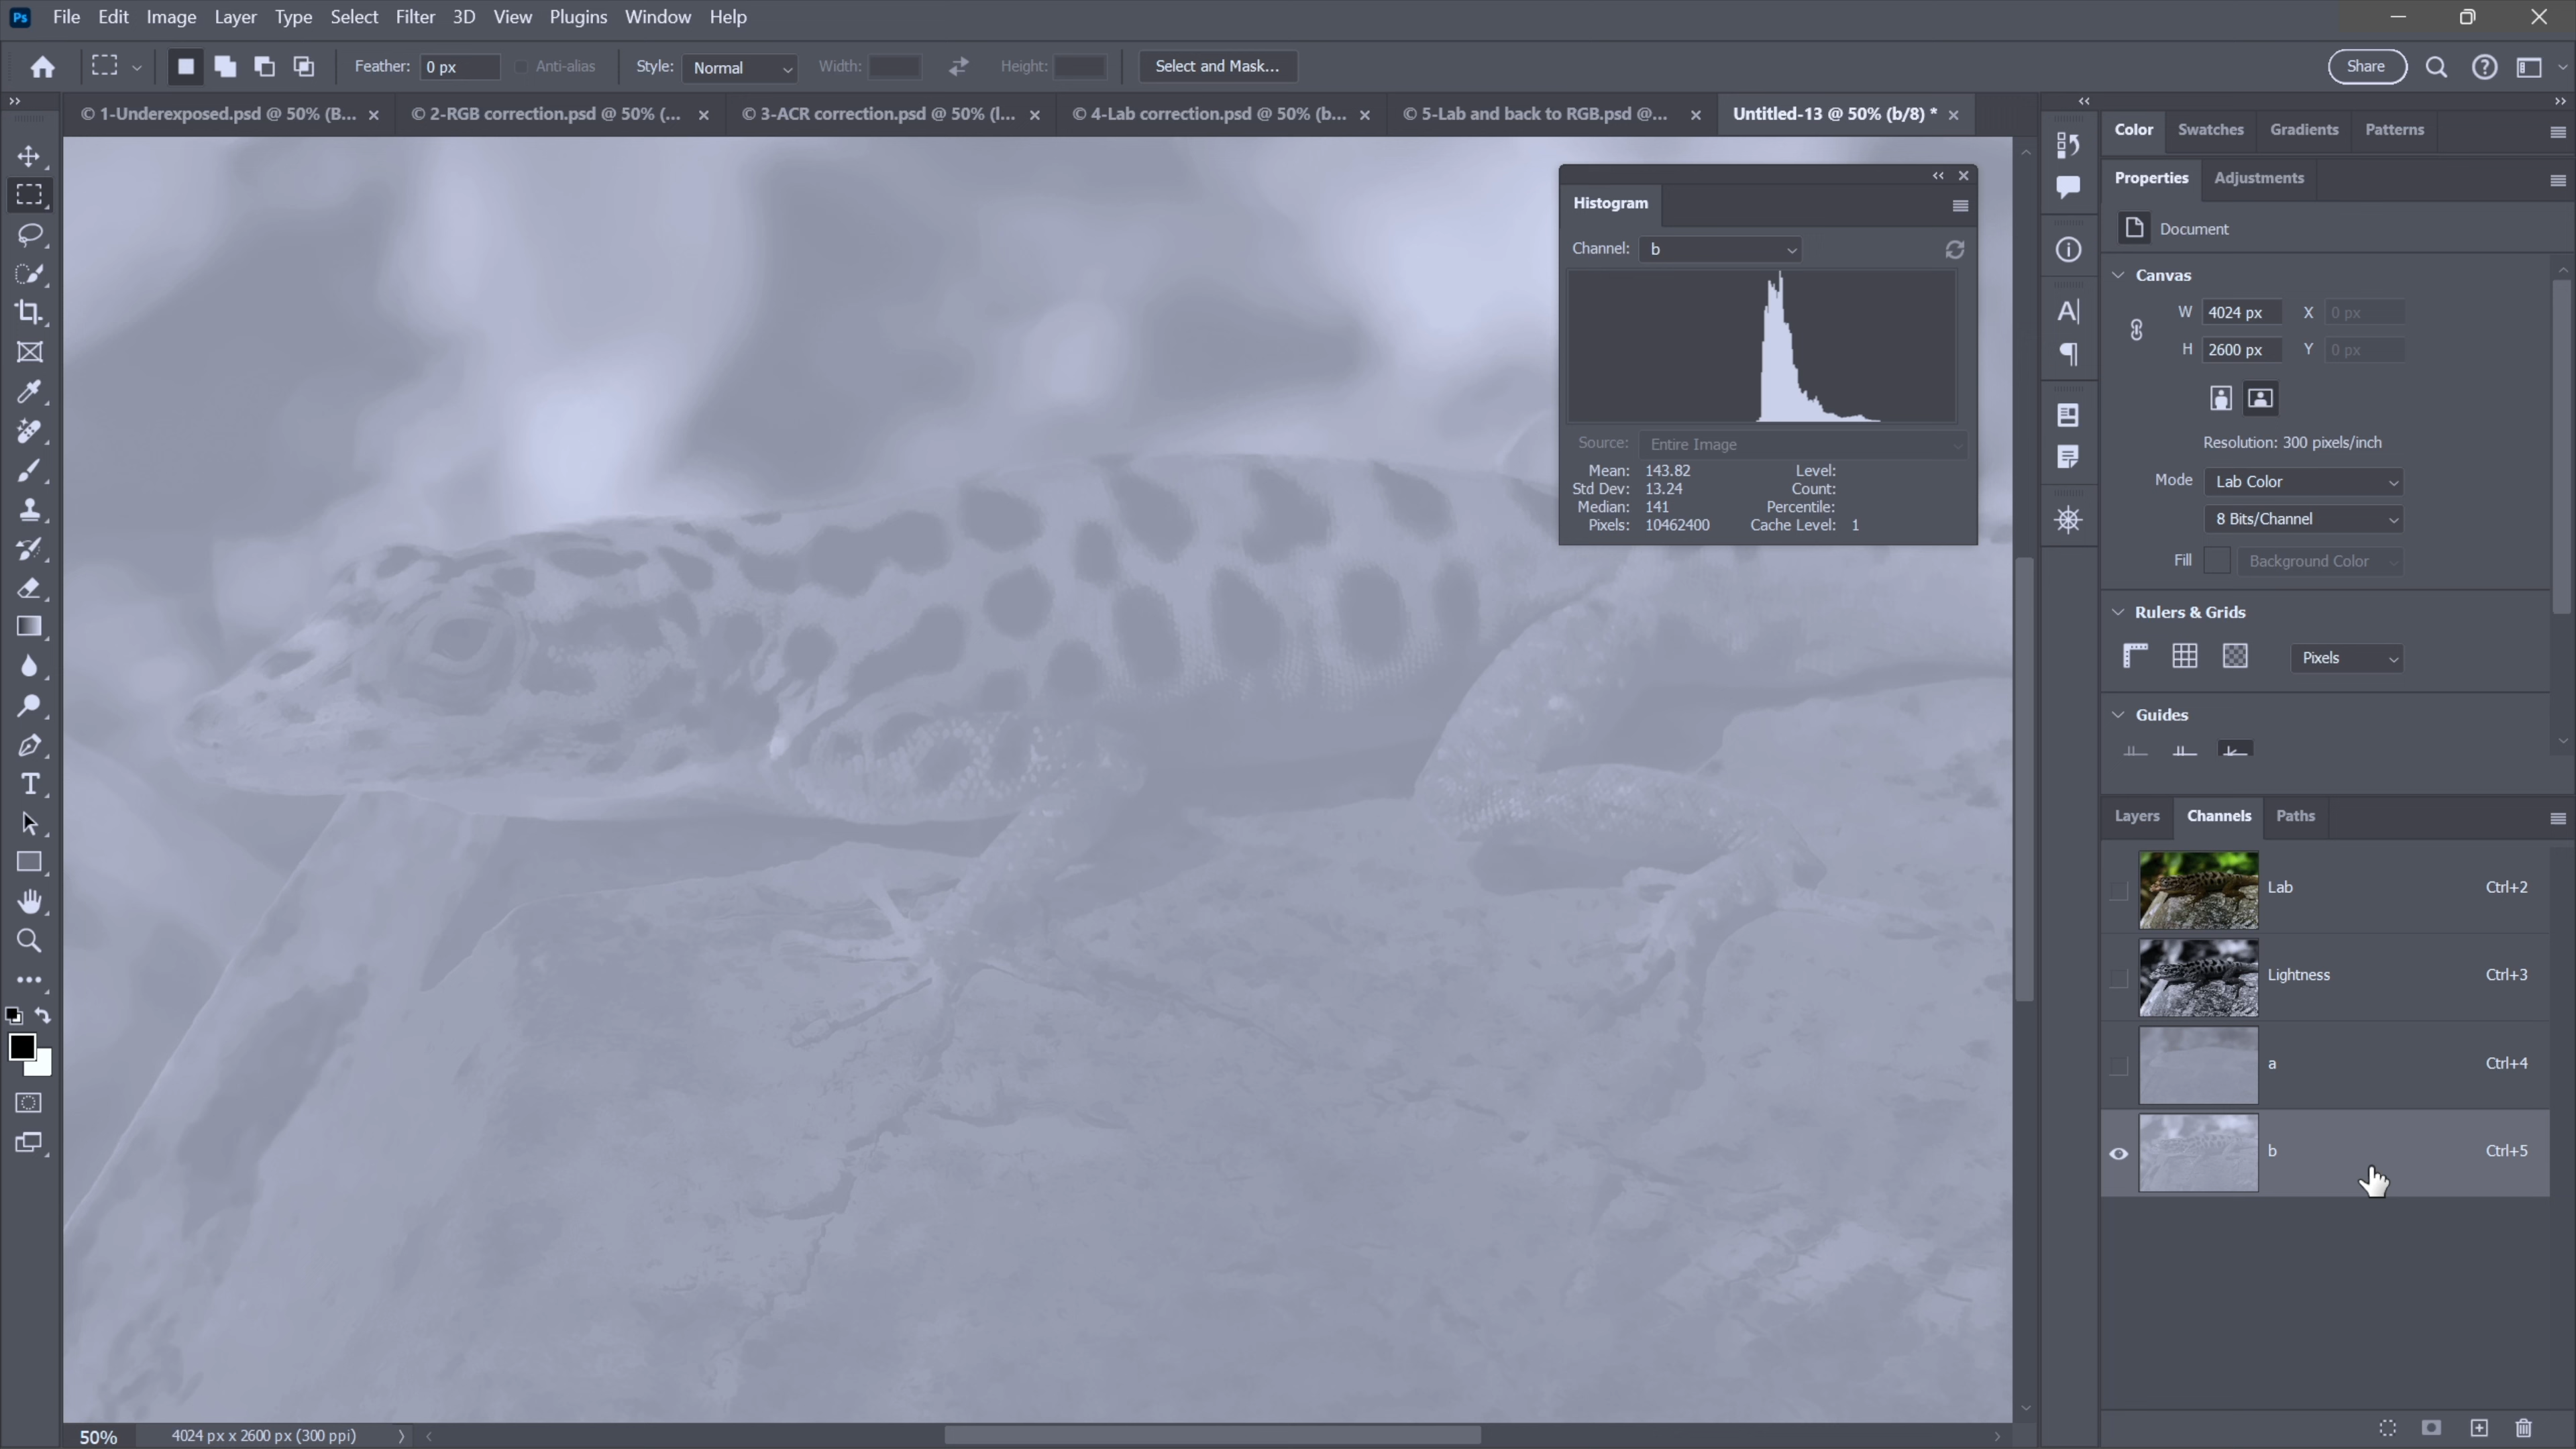 Ps File Edit Image Layer Type Select Filter 3D View Plugins Window Help
Feather: 0 px Anti-alias Style: Normal Width: Height: Select and Mask... Share
© 1-Underexposed.psd @ 50% (B... × © 2-RGB correction.psd @ 50% (... × © 3-ACR correction.psd @ 50% (l... × © 4-Lab correction.psd @ 50% (b... × © 5-Lab and back to RGB.psd @... × Untitled-13 @ 50% (b/8) * ×
Histogram
Channel: b
Source: Entire Image
Mean: 143.82 Level:
Std Dev: 13.24 Count:
Median: 141 Percentile:
Pixels: 10462400 Cache Level: 1
Color Swatches Gradients Patterns
Properties Adjustments
Document
Canvas
W 4024 px X 0 px
H 2600 px Y 0 px
Resolution: 300 pixels/inch
Mode Lab Color
8 Bits/Channel
Fill Background Color
Rulers & Grids
Pixels
Guides
Layers Channels Paths
Lab Ctrl+2
Lightness Ctrl+3
a Ctrl+4
b Ctrl+5
50% 4024 px x 2600 px (300 ppi)